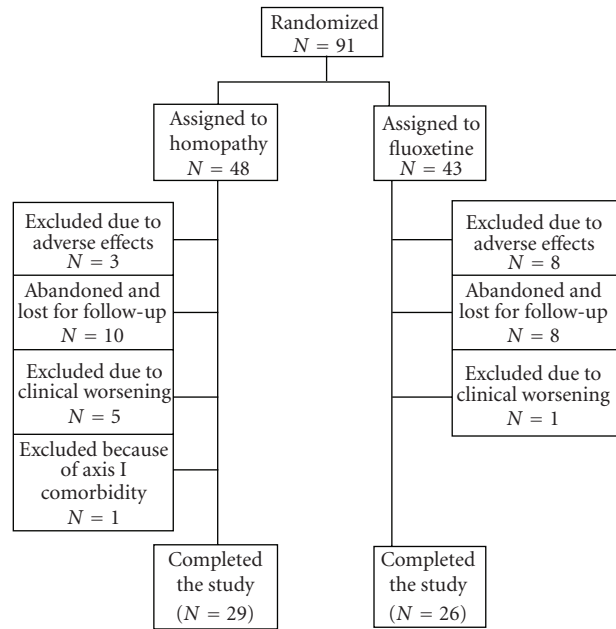 Randomized
N = 91
Assigned to
homopathy
N = 48
Assigned to
fluoxetine
N = 43
Excluded due to
adverse effects
N = 3
Abandoned and
lost for follow-up
N = 10
Excluded due to
clinical worsening
N = 5
Excluded because
of axis I
comorbidity
N = 1
Excluded due to
adverse effects
N = 8
Abandoned and
lost for follow-up
N = 8
Excluded due to
clinical worsening
N = 1
Completed
the study
(N = 29)
Completed
the study
(N = 26)